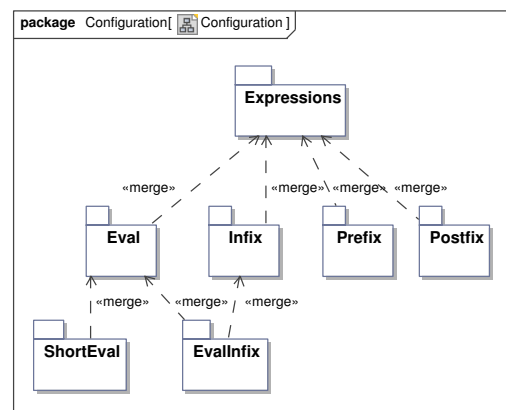 package Configuration[ Configuration ]
Expressions
«merge» «merge» «merge» «merge»
Eval Infix Prefix Postfix
«merge» «merge» «merge»
ShortEval EvalInfix